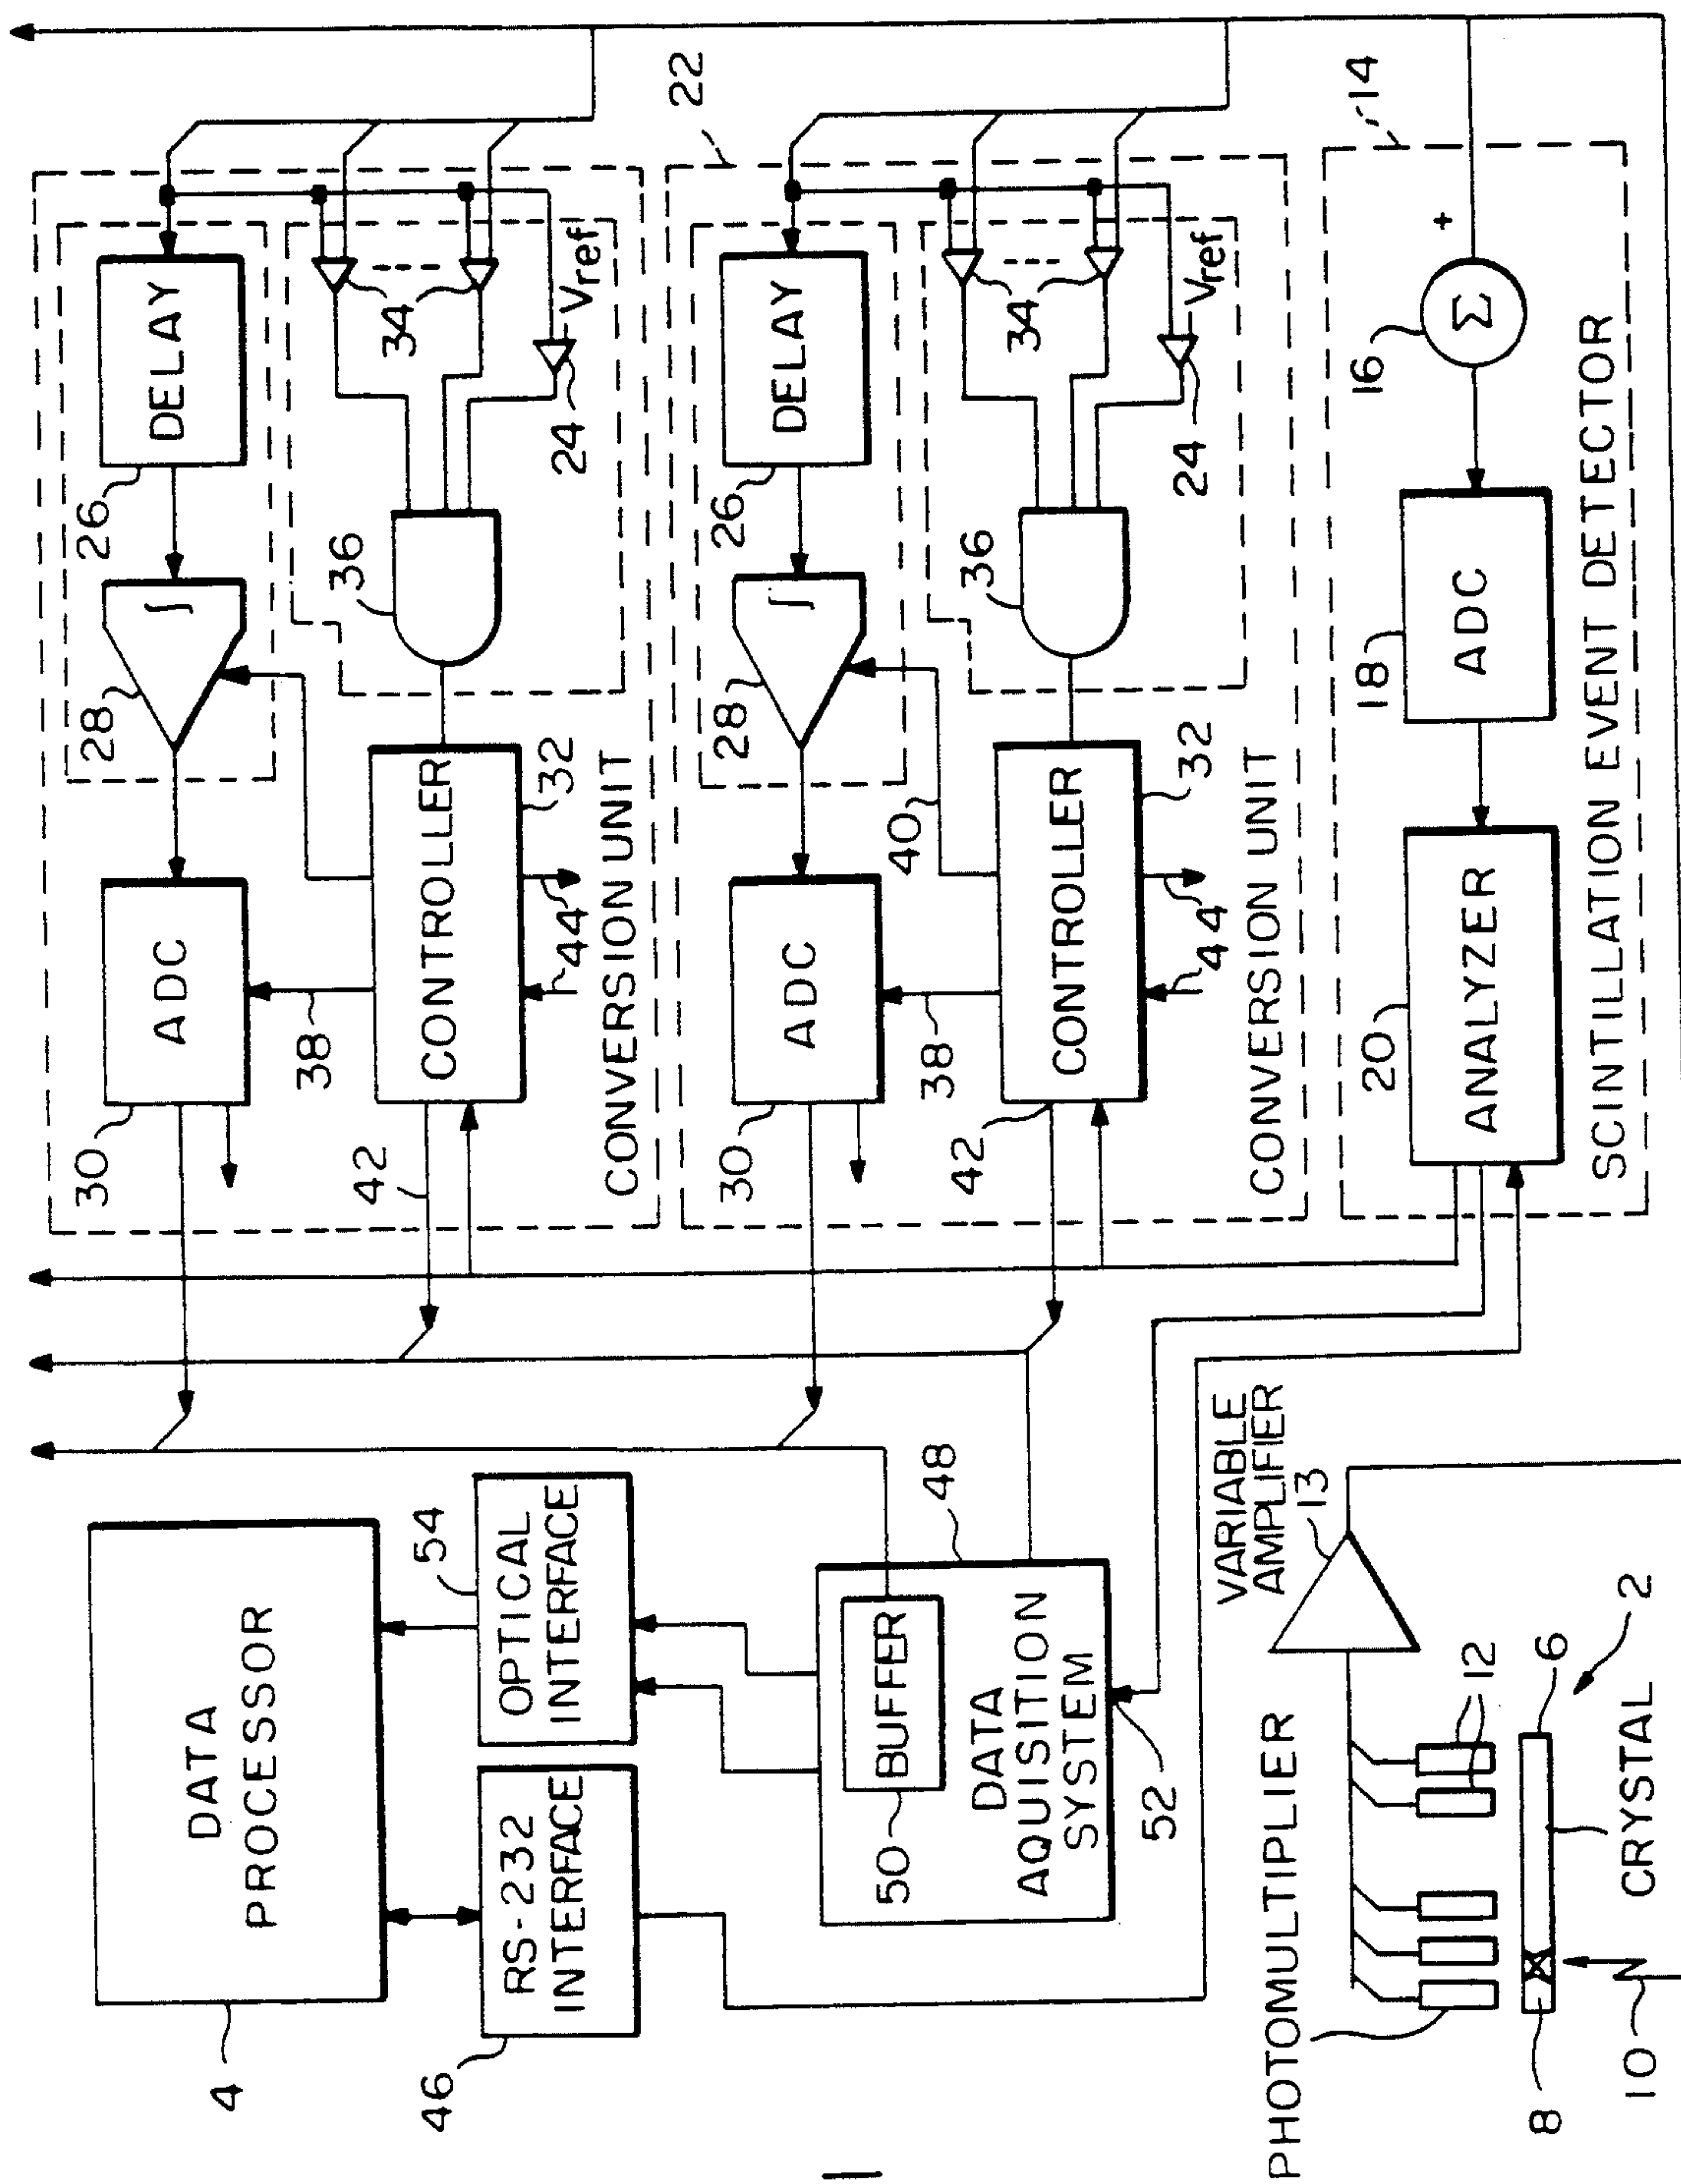 22
14
DELAY
26
28
ADC
30
34
Vref
24
36
CONTROLLER
32
38
44
42
CONVERSION UNIT
DELAY
26
28
ADC
30
34
Vref
24
36
40
CONTROLLER
32
38
44
42
CONVERSION UNIT
+
Σ
16
ADC
18
ANALYZER
20
SCINTILLATION EVENT DETECTOR
DATA
PROCESSOR
4
OPTICAL
INTERFACE
54
RS-232
INTERFACE
46
48
BUFFER
50
DATA
AQUISITION
SYSTEM
52
VARIABLE
AMPLIFIER
13
PHOTOMULTIPLIER
12
6
2
CRYSTAL
8
10